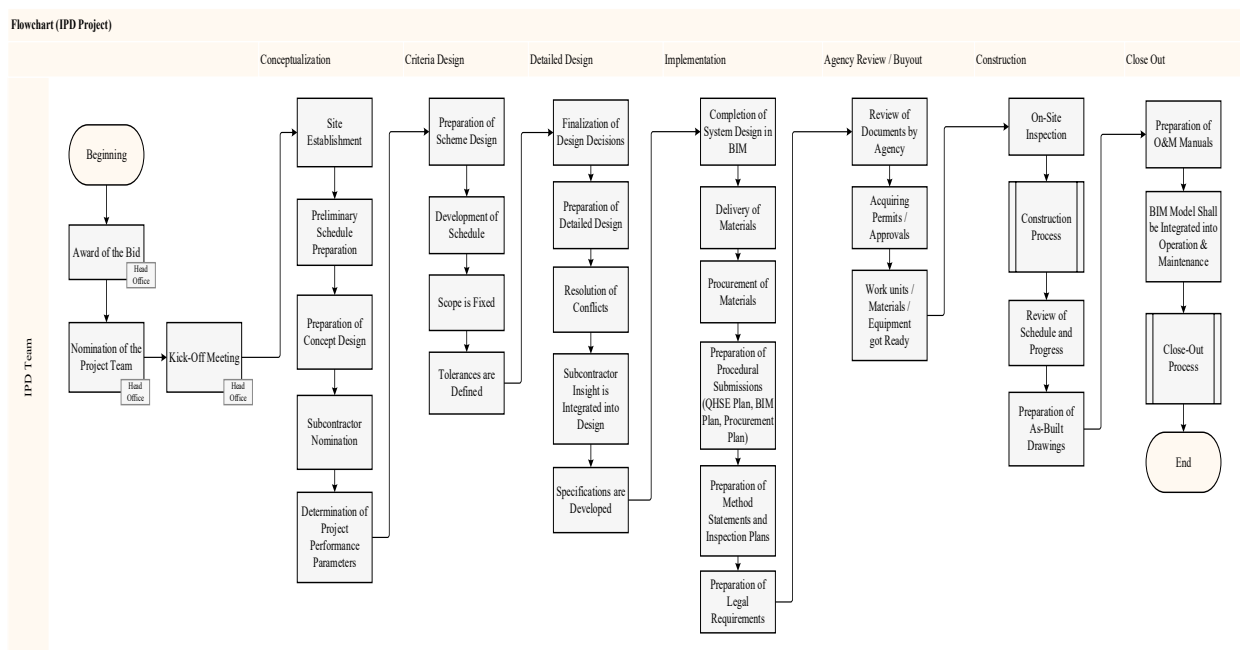 Flowchart (IPD Project)
Conceptualization
Criteria Design
Detailed Design
Implementation
Agency Review / Buyout
Construction
Close Out
IPD Team
Beginning
Award of the Bid
Head
Office
Nomination of the
Project Team
Head
Office
Kick-Off Meeting
Head
Office
Site
Establishment
Preliminary
Schedule
Preparation
Preparation of
Concept Design
Subcontractor
Nomination
Determination of
Project
Performance
Parameters
Preparation of
Scheme Design
Development of
Schedule
Scope is Fixed
Tolerances are
Defined
Finalization of
Design Decisions
Preparation of
Detailed Design
Resolution of
Conflicts
Subcontractor
Insight is
Integrated into
Design
Specifications are
Developed
Completion of
System Design in
BIM
Delivery of
Materials
Procurement of
Materials
Preparation of
Procedural
Submissions
(QHSE Plan, BIM
Plan, Procurement
Plan)
Preparation of
Method
Statements and
Inspection Plans
Preparation of
Legal
Requirements
Review of
Documents by
Agency
Acquiring
Permits /
Approvals
Work units /
Materials /
Equipment
got Ready
On-Site
Inspection
Construction
Process
Review of
Schedule and
Progress
Preparation of
As-Built
Drawings
Preparation of
O&M Manuals
BIM Model Shall
be Integrated into
Operation &
Maintenance
Close-Out
Process
End